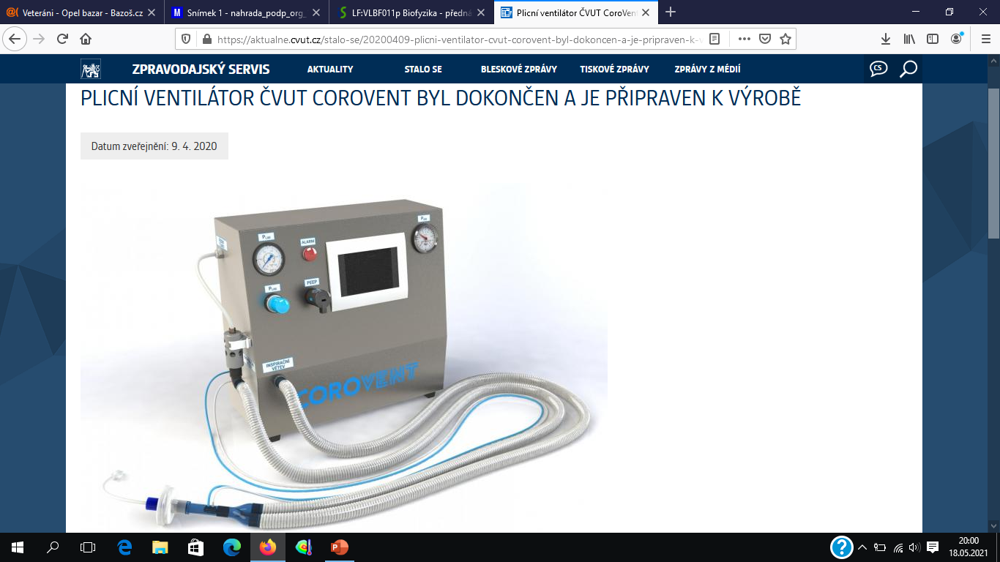 Veteráni - Opel bazar - Bazoš.cz
Snímek 1 - nahrada_podp_org_
LF:VLBF011p Biofyzika - předná
Plicní ventilátor ČVUT CoroVent
https://aktualne.cvut.cz/stalo-se/20200409-plicni-ventilator-cvut-corovent-byl-dokoncen-a-je-pripraven-k-v
ZPRAVODAJSKÝ SERVIS
AKTUALITY
STALO SE
BLESKOVÉ ZPRÁVY
TISKOVÉ ZPRÁVY
ZPRÁVY Z MÉDIÍ
CS
PLICNÍ VENTILÁTOR ČVUT COROVENT BYL DOKONČEN A JE PŘIPRAVEN K VÝROBĚ
Datum zveřejnění: 9. 4. 2020
ALARM
PEEP
INSPIRAČNÍ
VĚTEV
COROVENT
20:00
18.05.2021